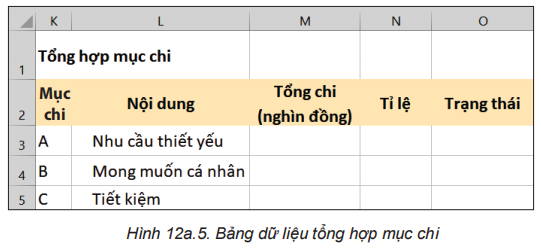 K L M N O
1 Tổng hợp mục chi
2 Mục chi Nội dung Tổng chi (nghìn đồng) Tỉ lệ Trạng thái
3 A Nhu cầu thiết yếu
4 B Mong muốn cá nhân
5 C Tiết kiệm
Hình 12a.5. Bảng dữ liệu tổng hợp mục chi